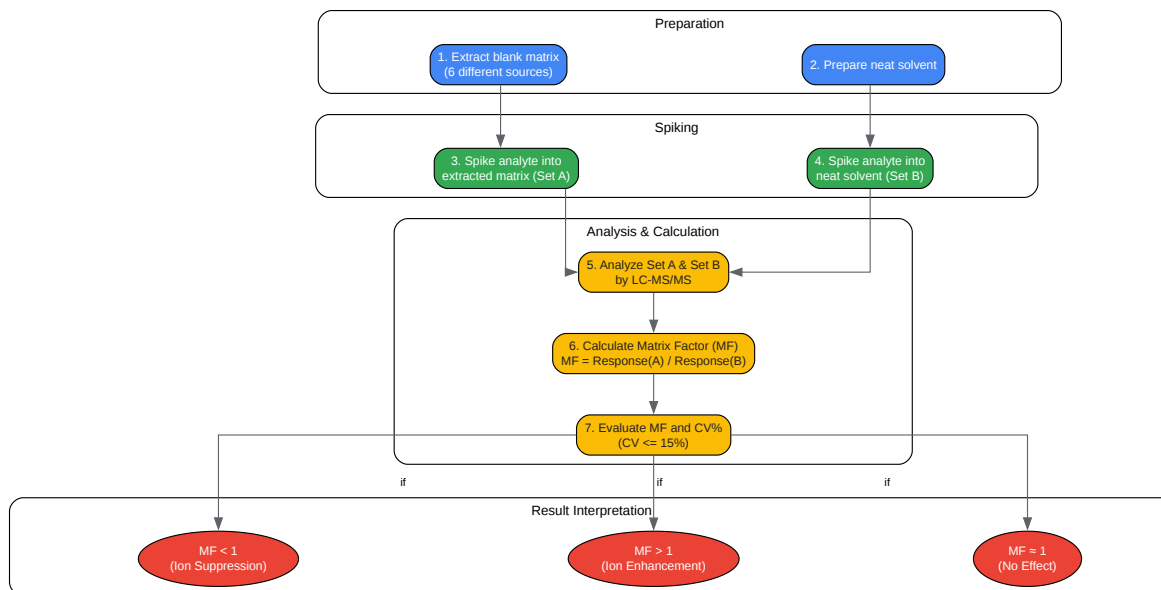 Preparation
1. Extract blank matrix
(6 different sources)
2. Prepare neat solvent
Spiking
3. Spike analyte into
extracted matrix (Set A)
4. Spike analyte into
neat solvent (Set B)
Analysis & Calculation
5. Analyze Set A & Set B
by LC-MS/MS
6. Calculate Matrix Factor (MF)
MF = Response(A) / Response(B)
7. Evaluate MF and CV%
(CV <= 15%)
if
if
if
Result Interpretation
MF < 1
(Ion Suppression)
MF > 1
(Ion Enhancement)
MF ≈ 1
(No Effect)